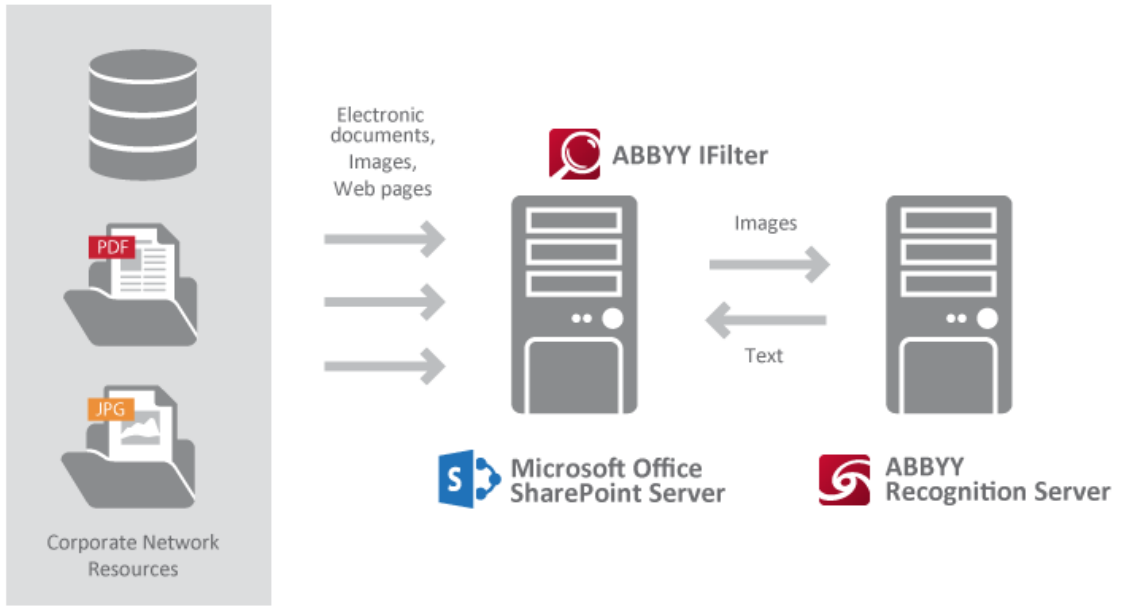 PDF
JPG
Corporate Network
Resources
Electronic
documents,
Images,
Web pages
ABBYY IFilter
Images
Text
S
Microsoft Office
SharePoint Server
ABBYY
Recognition Server